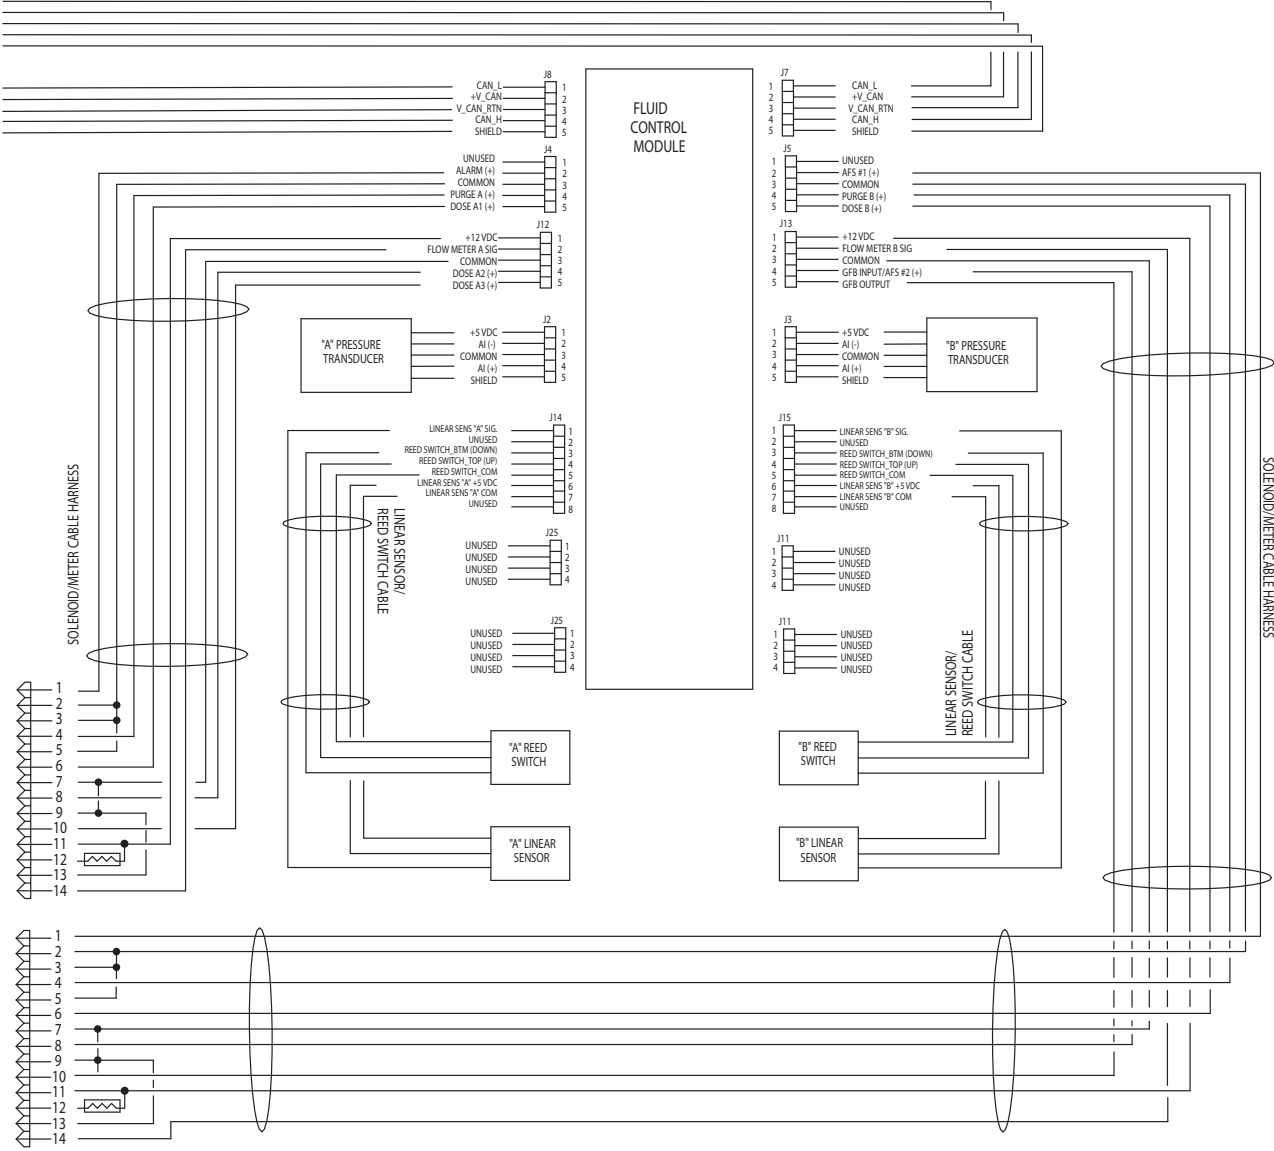 FLUID
CONTROL
MODULE
J8
CAN_L 1
+V_CAN 2
V_CAN_RTN 3
CAN_H 4
SHIELD 5
J4
UNUSED 1
ALARM (+) 2
COMMON 3
PURGE A (+) 4
DOSE A1 (+) 5
J12
+12 VDC 1
FLOW METER A SIG 2
COMMON 3
DOSE A2 (+) 4
DOSE A3 (+) 5
"A" PRESSURE
TRANSDUCER
J2
+5 VDC 1
AI (-) 2
COMMON 3
AI (+) 4
SHIELD 5
J14
LINEAR SENS "A" SIG. 1
UNUSED 2
REED SWITCH_BTM (DOWN) 3
REED SWITCH_TOP (UP) 4
REED SWITCH_COM 5
LINEAR SENS "A" +5 VDC 6
LINEAR SENS "A" COM 7
UNUSED 8
J25
UNUSED 1
UNUSED 2
UNUSED 3
UNUSED 4
J25
UNUSED 1
UNUSED 2
UNUSED 3
UNUSED 4
SOLENOID/METER CABLE HARNESS
LINEAR SENSOR/
REED SWITCH CABLE
"A" REED
SWITCH
"A" LINEAR
SENSOR
J7
1 CAN_L
2 +V_CAN
3 V_CAN_RTN
4 CAN_H
5 SHIELD
J5
1 UNUSED
2 AFS #1 (+)
3 COMMON
4 PURGE B (+)
5 DOSE B (+)
J13
1 +12 VDC
2 FLOW METER B SIG
3 COMMON
4 GFB INPUT/AFS #2 (+)
5 GFB OUTPUT
J3
1 +5 VDC
2 AI (-)
3 COMMON
4 AI (+)
5 SHIELD
"B" PRESSURE
TRANSDUCER
J15
1 LINEAR SENS "B" SIG.
2 UNUSED
3 REED SWITCH_BTM (DOWN)
4 REED SWITCH_TOP (UP)
5 REED SWITCH_COM
6 LINEAR SENS "B" +5 VDC
7 LINEAR SENS "B" COM
8 UNUSED
J11
1 UNUSED
2 UNUSED
3 UNUSED
4 UNUSED
J11
1 UNUSED
2 UNUSED
3 UNUSED
4 UNUSED
LINEAR SENSOR/
REED SWITCH CABLE
SOLENOID/METER CABLE HARNESS
"B" REED
SWITCH
"B" LINEAR
SENSOR
1
2
3
4
5
6
7
8
9
10
11
12
13
14
1
2
3
4
5
6
7
8
9
10
11
12
13
14